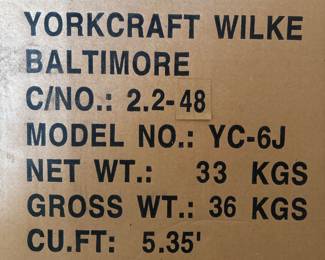 YORKCRAFT WILKE
BALTIMORE
C/NO.: 2.2-48
MODEL NO.: YC-6J
NET WT.: 33 KGS
GROSS WT.: 36 KGS
CU.FT: 5.35'